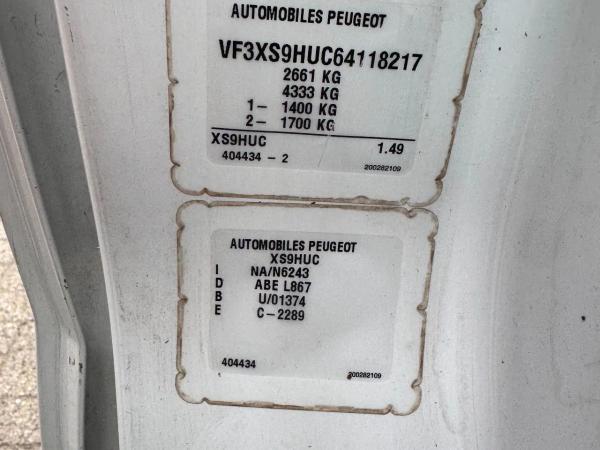 AUTOMOBILES PEUGEOT
VF3XS9HUC64118217
2661 KG
4333 KG
1- 1400 KG
2- 1700 KG
XS9HUC 1.49
404434 - 2 200282109
AUTOMOBILES PEUGEOT
XS9HUC
I NA/N6243
D ABE L867
B U/01374
E C-2289
404434 200282109